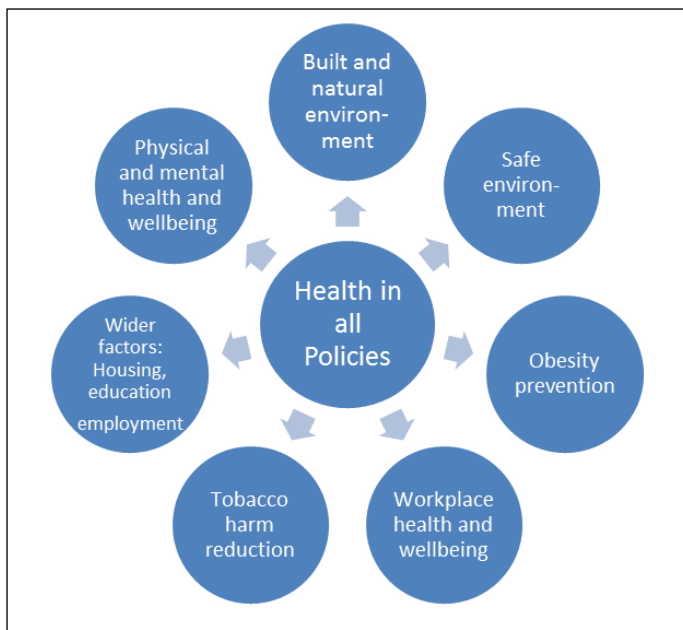 Built and
natural
environ-
ment
Safe
environ-
ment
Obesity
prevention
Workplace
health and
wellbeing
Tobacco
harm
reduction
Wider
factors:
Housing,
education
employment
Physical
and mental
health and
wellbeing
Health in
all
Policies